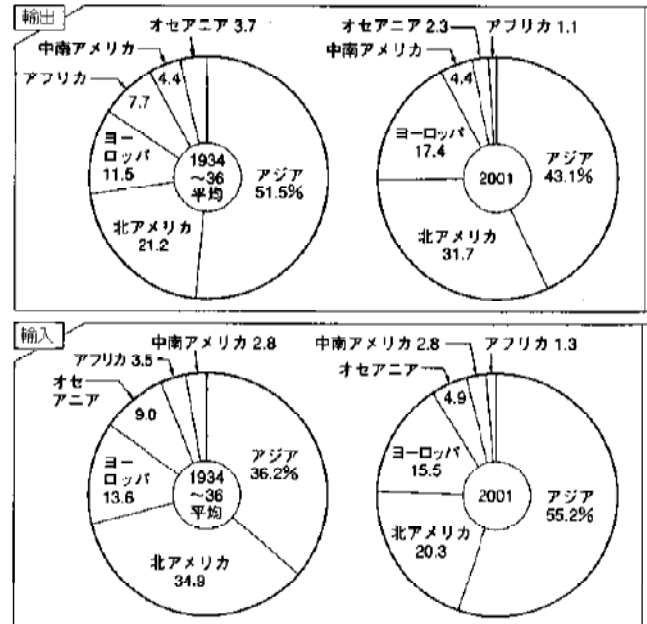 輸出
オセアニア 3.7
中南アメリカ
4.4
アフリカ
7.7
ヨー
ロッパ
11.5
1934
〜36
平均
アジア
51.5%
北アメリカ
21.2
オセアニア 2.3
アフリカ 1.1
中南アメリカ
4.4
ヨーロッパ
17.4
2001
アジア
43.1%
北アメリカ
31.7
輸入
中南アメリカ 2.8
アフリカ 3.5
オセ
アニア
9.0
ヨー
ロッパ
13.6
1934
〜36
平均
アジア
36.2%
北アメリカ
34.9
中南アメリカ 2.8
アフリカ 1.3
オセアニア
4.9
ヨーロッパ
15.5
2001
アジア
55.2%
北アメリカ
20.3